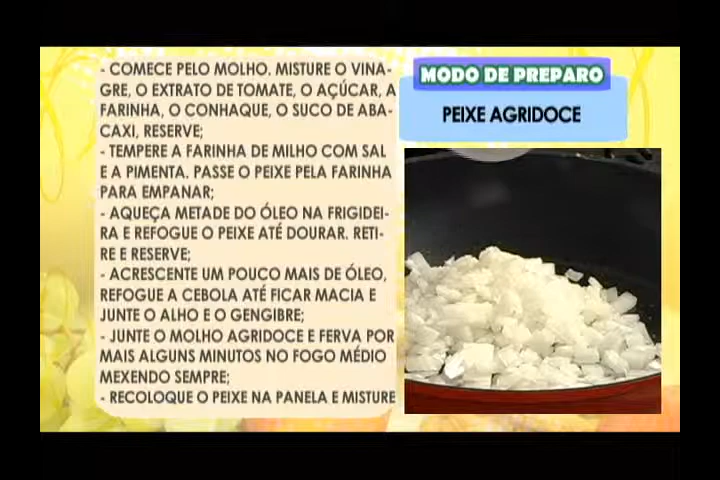 - COMECE PELO MOLHO, MISTURE O VINA-
GRE, O EXTRATO DE TOMATE, O AÇÚCAR, A
FARINHA, O CONHAQUE, O SUCO DE ABA-
CAXI, RESERVE;
- TEMPERE A FARINHA DE MILHO COM SAL
E A PIMENTA. PASSE O PEIXE PELA FARINHA
PARA EMPANAR;
- AQUEÇA METADE DO ÓLEO NA FRIGIDEI-
RA E REFOGUE O PEIXE ATÉ DOURAR. RETI-
RE E RESERVE;
- ACRESCENTE UM POUCO MAIS DE ÓLEO,
REFOGUE A CEBOLA ATÉ FICAR MACIA E
JUNTE O ALHO E O GENGIBRE;
- JUNTE O MOLHO AGRIDOCE E FERVA POR
MAIS ALGUNS MINUTOS NO FOGO MÉDIO
MEXENDO SEMPRE;
- RECOLOQUE O PEIXE NA PANELA E MISTURE
MODO DE PREPARO
PEIXE AGRIDOCE